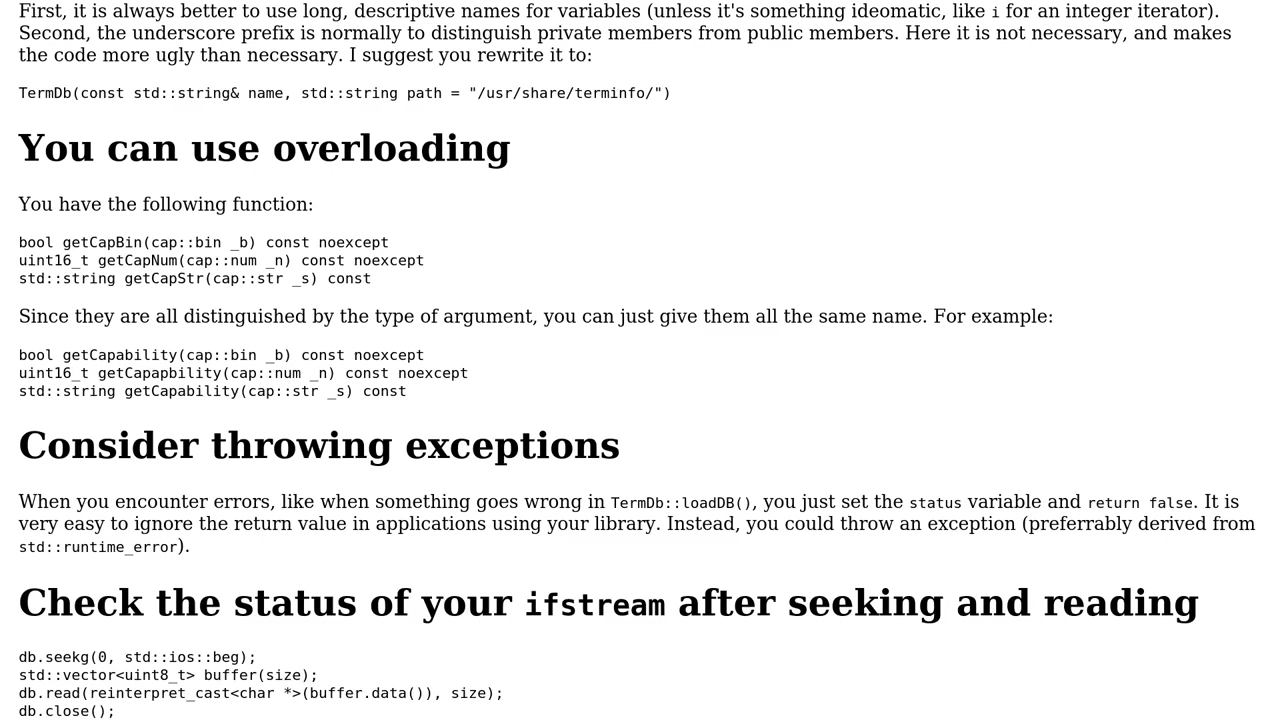 First, it is always better to use long, descriptive names for variables (unless it's something ideomatic, like i for an integer iterator).
Second, the underscore prefix is normally to distinguish private members from public members. Here it is not necessary, and makes
the code more ugly than necessary. I suggest you rewrite it to:
TermDb(const std::string& name, std::string path = "/usr/share/terminfo/")
You can use overloading
You have the following function:
bool getCapBin(cap::bin _b) const noexcept
uint16_t getCapNum(cap::num _n) const noexcept
std::string getCapStr(cap::str _s) const
Since they are all distinguished by the type of argument, you can just give them all the same name. For example:
bool getCapability(cap::bin _b) const noexcept
uint16_t getCapapbility(cap::num _n) const noexcept
std::string getCapability(cap::str _s) const
Consider throwing exceptions
When you encounter errors, like when something goes wrong in TermDb::loadDB(), you just set the status variable and return false. It is
very easy to ignore the return value in applications using your library. Instead, you could throw an exception (preferrably derived from
std::runtime_error).
Check the status of your ifstream after seeking and reading
db.seekg(0, std::ios::beg);
std::vector<uint8_t> buffer(size);
db.read(reinterpret_cast<char *>(buffer.data()), size);
db.close();